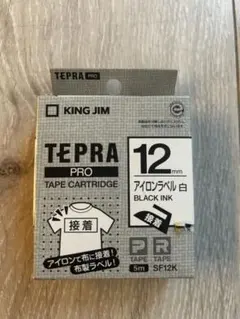 TEPRA PRO
KING JIM
TEPRA
PRO
TAPE CARTRIDGE
12mm
アイロンラベル 白
BLACK INK
接着
接着
アイロンで布に接着!
布製ラベル!
P R
TAPE TAPE
5m SF12K